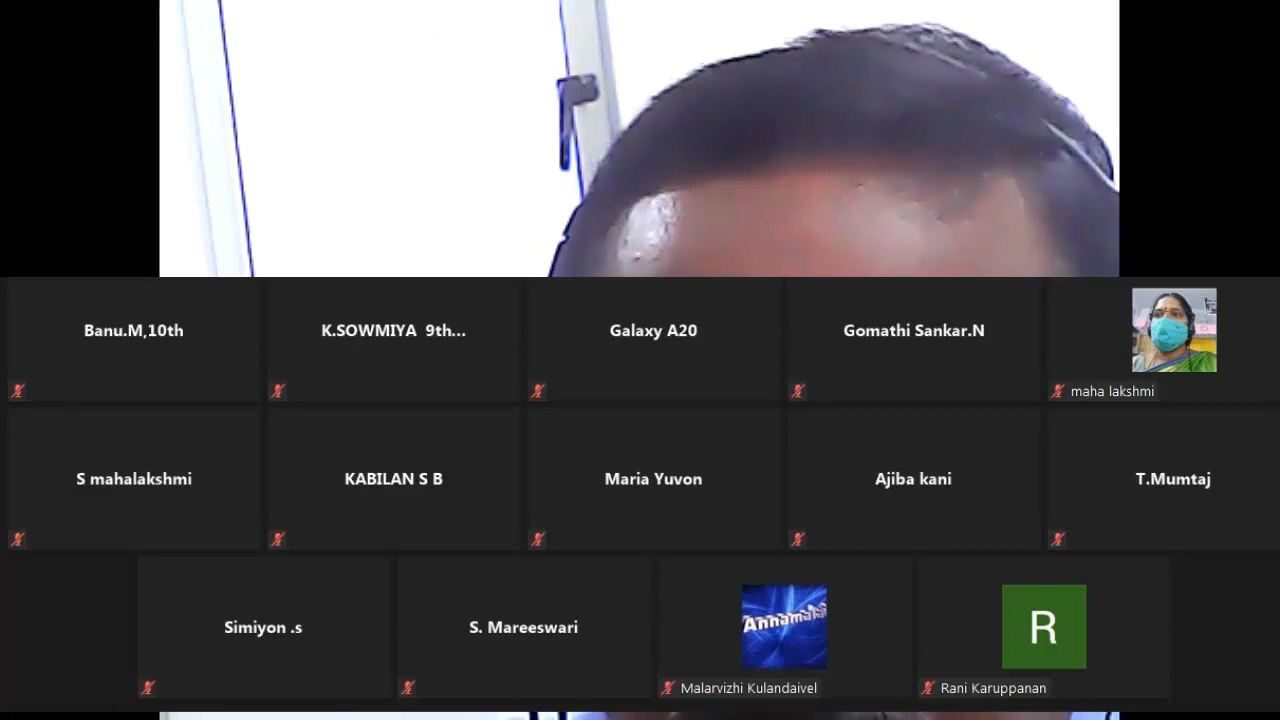 Banu.M,10th
K.SOWMIYA 9th...
Galaxy A20
Gomathi Sankar.N
maha lakshmi
S mahalakshmi
KABILAN S B
Maria Yuvon
Ajiba kani
T.Mumtaj
Simiyon .s
S. Mareeswari
Malarvizhi Kulandaivel
R
Rani Karuppanan